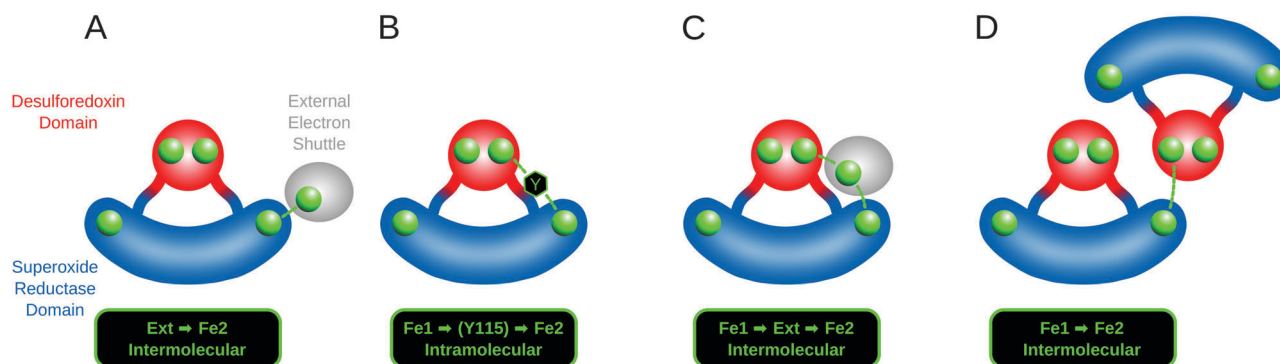 A
B
C
D
Desulforedoxin
Domain
External
Electron
Shuttle
Y
Superoxide
Reductase
Domain
Ext ➡ Fe2
Intermolecular
Fe1 ➡ (Y115) ➡ Fe2
Intramolecular
Fe1 ➡ Ext ➡ Fe2
Intermolecular
Fe1 ➡ Fe2
Intermolecular